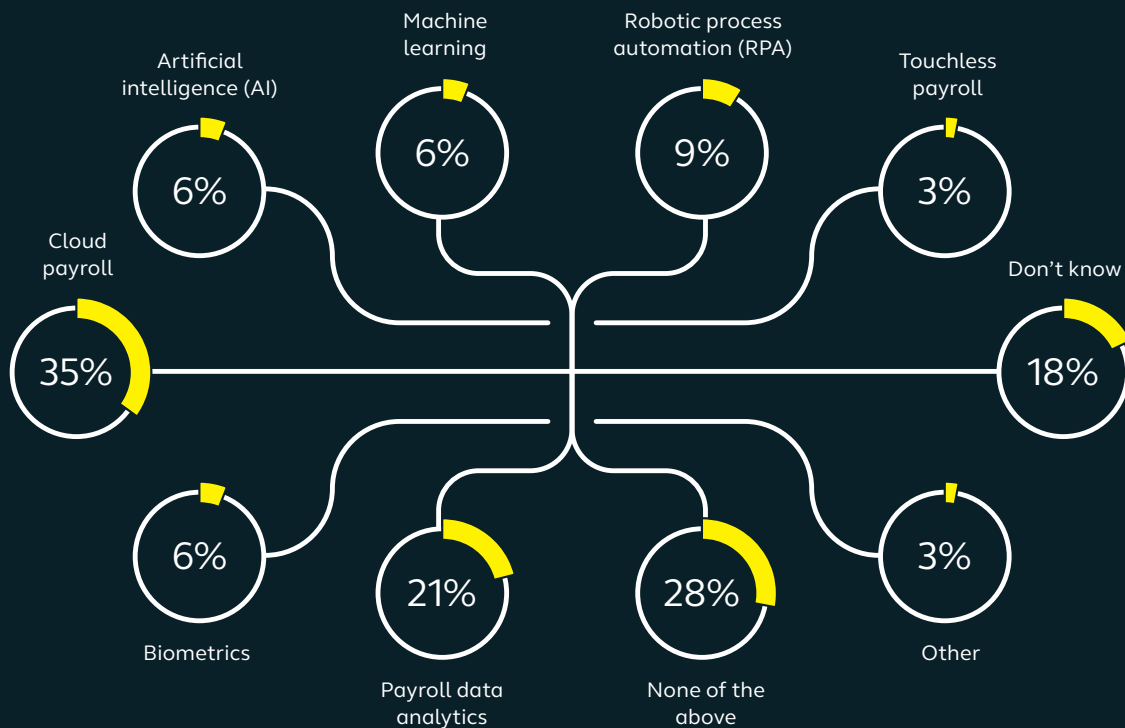 Artificial
intelligence (AI)
6%
Machine
learning
6%
Robotic process
automation (RPA)
9%
Touchless
payroll
3%
Cloud
payroll
35%
Don’t know
18%
6%
Biometrics
21%
Payroll data
analytics
28%
None of the
above
3%
Other